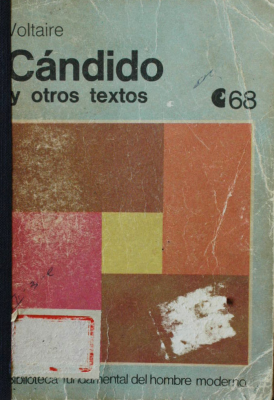 Voltaire
Cándido
y otros textos
68
Biblioteca fundamental del hombre moderno